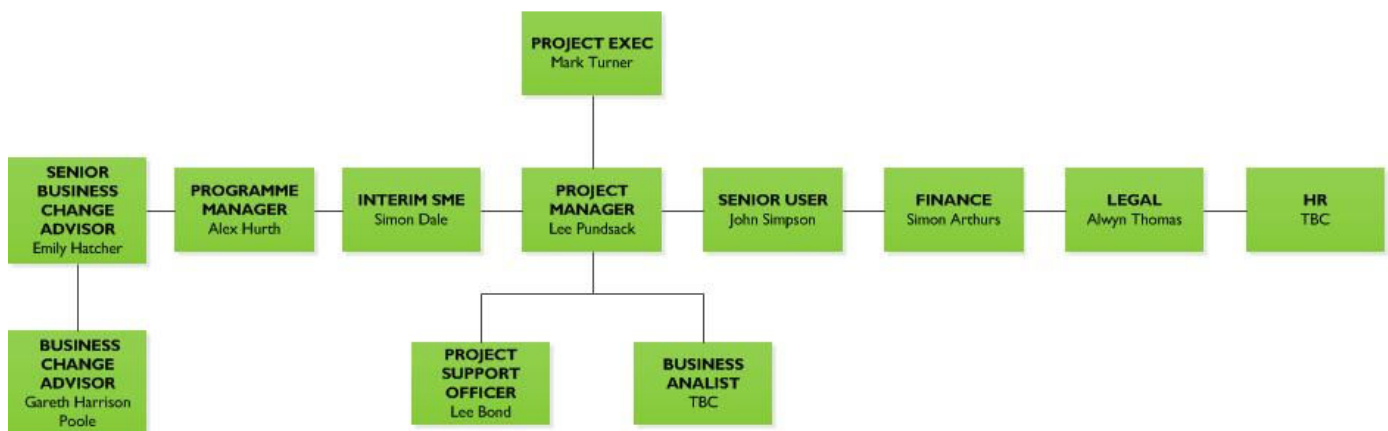 PROJECT EXEC
Mark Turner
SENIOR
BUSINESS
CHANGE
ADVISOR
Emily Hatcher
PROGRAMME
MANAGER
Alex Hurth
INTERIM SME
Simon Dale
PROJECT
MANAGER
Lee Pundsack
SENIOR USER
John Simpson
FINANCE
Simon Arthurs
LEGAL
Alwyn Thomas
HR
TBC
BUSINESS
CHANGE
ADVISOR
Gareth Harrison
Poole
PROJECT
SUPPORT
OFFICER
Lee Bond
BUSINESS
ANALIST
TBC